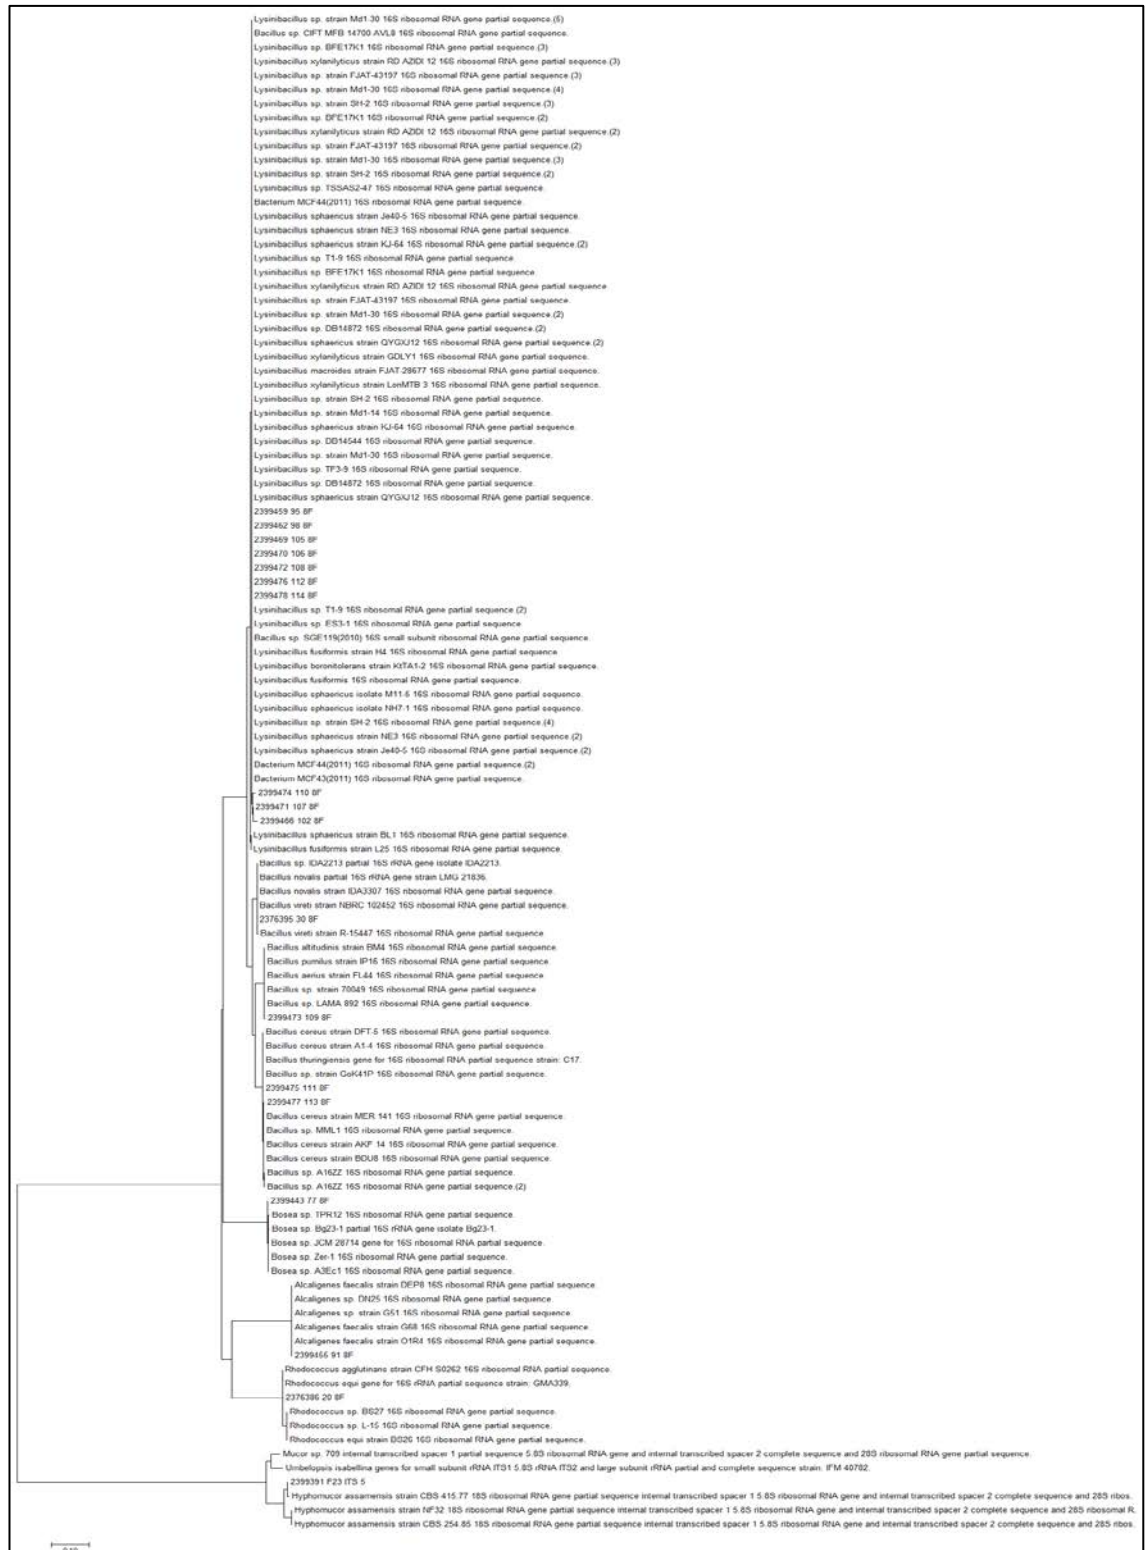 Lysinibacillus sp. strain Md1-30 16S ribosomal RNA gene partial sequence.(5)
Bacillus sp. CIFT MFB 14700 AVL8 16S ribosomal RNA gene partial sequence.
Lysinibacillus sp. BFE17K1 16S ribosomal RNA gene partial sequence.(3)
Lysinibacillus xylanilyticus strain RD AZIDI 12 16S ribosomal RNA gene partial sequence.(3)
Lysinibacillus sp. strain FJAT-43197 16S ribosomal RNA gene partial sequence.(3)
Lysinibacillus sp. strain Md1-30 16S ribosomal RNA gene partial sequence.(4)
Lysinibacillus sp. strain SH-2 16S ribosomal RNA gene partial sequence.(3)
Lysinibacillus sp. BFE17K1 16S ribosomal RNA gene partial sequence.(2)
Lysinibacillus xylanilyticus strain RD AZIDI 12 16S ribosomal RNA gene partial sequence.(2)
Lysinibacillus sp. strain FJAT-43197 16S ribosomal RNA gene partial sequence.(2)
Lysinibacillus sp. strain Md1-30 16S ribosomal RNA gene partial sequence.(3)
Lysinibacillus sp. strain SH-2 16S ribosomal RNA gene partial sequence.(2)
Lysinibacillus sp. TSSAS2-47 16S ribosomal RNA gene partial sequence.
Bacterium MCF44(2011) 16S ribosomal RNA gene partial sequence.
Lysinibacillus sphaericus strain Je40-5 16S ribosomal RNA gene partial sequence.
Lysinibacillus sphaericus strain NE3 16S ribosomal RNA gene partial sequence.
Lysinibacillus sphaericus strain KJ-64 16S ribosomal RNA gene partial sequence.(2)
Lysinibacillus sp. T1-9 16S ribosomal RNA gene partial sequence.
Lysinibacillus sp. BFE17K1 16S ribosomal RNA gene partial sequence.
Lysinibacillus xylanilyticus strain RD AZIDI 12 16S ribosomal RNA gene partial sequence.
Lysinibacillus sp. strain FJAT-43197 16S ribosomal RNA gene partial sequence.
Lysinibacillus sp. strain Md1-30 16S ribosomal RNA gene partial sequence.(2)
Lysinibacillus sp. DB14872 16S ribosomal RNA gene partial sequence.(2)
Lysinibacillus sphaericus strain QYGXJ12 16S ribosomal RNA gene partial sequence.(2)
Lysinibacillus xylanilyticus strain GDLY1 16S ribosomal RNA gene partial sequence.
Lysinibacillus macroides strain FJAT-28677 16S ribosomal RNA gene partial sequence.
Lysinibacillus xylanilyticus strain LonMTB 3 16S ribosomal RNA gene partial sequence.
Lysinibacillus sp. strain SH-2 16S ribosomal RNA gene partial sequence.
Lysinibacillus sp. strain Md1-14 16S ribosomal RNA gene partial sequence.
Lysinibacillus sphaericus strain KJ-64 16S ribosomal RNA gene partial sequence.
Lysinibacillus sp. DB14544 16S ribosomal RNA gene partial sequence.
Lysinibacillus sp. strain Md1-30 16S ribosomal RNA gene partial sequence.
Lysinibacillus sp. TF3-9 16S ribosomal RNA gene partial sequence.
Lysinibacillus sp. DB14872 16S ribosomal RNA gene partial sequence.
Lysinibacillus sphaericus strain QYGXJ12 16S ribosomal RNA gene partial sequence.
2399459 95 8F
2399462 98 8F
2399469 105 8F
2399470 106 8F
2399472 108 8F
2399476 112 8F
2399478 114 8F
Lysinibacillus sp. T1-9 16S ribosomal RNA gene partial sequence.(2)
Lysinibacillus sp. ES3-1 16S ribosomal RNA gene partial sequence.
Bacillus sp. SGE119(2010) 16S small subunit ribosomal RNA gene partial sequence.
Lysinibacillus fusiformis strain H4 16S ribosomal RNA gene partial sequence.
Lysinibacillus boronitolerans strain KtTA1-2 16S ribosomal RNA gene partial sequence.
Lysinibacillus fusiformis 16S ribosomal RNA gene partial sequence.
Lysinibacillus sphaericus isolate M11-6 16S ribosomal RNA gene partial sequence.
Lysinibacillus sphaericus isolate NH7-1 16S ribosomal RNA gene partial sequence.
Lysinibacillus sp. strain SH-2 16S ribosomal RNA gene partial sequence.(4)
Lysinibacillus sphaericus strain NE3 16S ribosomal RNA gene partial sequence.(2)
Lysinibacillus sphaericus strain Je40-5 16S ribosomal RNA gene partial sequence.(2)
Bacterium MCF44(2011) 16S ribosomal RNA gene partial sequence.(2)
Bacterium MCF43(2011) 16S ribosomal RNA gene partial sequence.
2399474 110 8F
2399471 107 8F
2399466 102 8F
Lysinibacillus sphaericus strain BL1 16S ribosomal RNA gene partial sequence.
Lysinibacillus fusiformis strain L25 16S ribosomal RNA gene partial sequence.
Bacillus sp. IDA2213 partial 16S rRNA gene isolate IDA2213.
Bacillus novalis partial 16S rRNA gene strain LMG 21836.
Bacillus novalis strain IDA3307 16S ribosomal RNA gene partial sequence.
Bacillus vireti strain NBRC 102452 16S ribosomal RNA gene partial sequence.
2376395 30 8F
Bacillus vireti strain R-15447 16S ribosomal RNA gene partial sequence
Bacillus altitudinis strain BM4 16S ribosomal RNA gene partial sequence.
Bacillus pumilus strain IP16 16S ribosomal RNA gene partial sequence.
Bacillus aerius strain FL44 16S ribosomal RNA gene partial sequence
Bacillus sp. strain 70049 16S ribosomal RNA gene partial sequence
Bacillus sp. LAMA 892 16S ribosomal RNA gene partial sequence.
2399473 109 8F
Bacillus cereus strain DFT-5 16S ribosomal RNA gene partial sequence.
Bacillus cereus strain A1-4 16S ribosomal RNA gene partial sequence.
Bacillus thuringiensis gene for 16S ribosomal RNA partial sequence strain: C17.
Bacillus sp. strain GoK41P 16S ribosomal RNA gene partial sequence.
2399475 111 8F
2399477 113 8F
Bacillus cereus strain MER 141 16S ribosomal RNA gene partial sequence.
Bacillus sp. MML1 16S ribosomal RNA gene partial sequence.
Bacillus cereus strain AKF 14 16S ribosomal RNA gene partial sequence.
Bacillus cereus strain BDU8 16S ribosomal RNA gene partial sequence.
Bacillus sp. A16ZZ 16S ribosomal RNA gene partial sequence.
Bacillus sp. A16ZZ 16S ribosomal RNA gene partial sequence.(2)
2399443 77 8F
Bosea sp. TPR12 16S ribosomal RNA gene partial sequence.
Bosea sp. Bg23-1 partial 16S rRNA gene isolate Bg23-1.
Bosea sp. JCM 28714 gene for 16S ribosomal RNA partial sequence.
Bosea sp. Zer-1 16S ribosomal RNA gene partial sequence.
Bosea sp. A3Ec1 16S ribosomal RNA gene partial sequence.
Alcaligenes faecalis strain DEP8 16S ribosomal RNA gene partial sequence
Alcaligenes sp. DN25 16S ribosomal RNA gene partial sequence.
Alcaligenes sp. strain G51 16S ribosomal RNA gene partial sequence
Alcaligenes faecalis strain G68 16S ribosomal RNA gene partial sequence.
Alcaligenes faecalis strain O1R4 16S ribosomal RNA gene partial sequence.
2399455 91 8F
Rhodococcus agglutinans strain CFH S0262 16S ribosomal RNA partial sequence.
Rhodococcus equi gene for 16S rRNA partial sequence strain: GMA339.
2376386 20 8F
Rhodococcus sp. BS27 16S ribosomal RNA gene partial sequence.
Rhodococcus sp. L-15 16S ribosomal RNA gene partial sequence.
Rhodococcus equi strain BS26 16S ribosomal RNA gene partial sequence.
Mucor sp. 709 internal transcribed spacer 1 partial sequence 5.8S ribosomal RNA gene and internal transcribed spacer 2 complete sequence and 28S ribosomal RNA gene partial sequence.
Umbelopsis isabellina genes for small subunit rRNA ITS1 5.8S rRNA ITS2 and large subunit rRNA partial and complete sequence strain: IFM 40782.
2399391 F23 ITS 5
Hyphomucor assamensis strain CBS 415.77 18S ribosomal RNA gene partial sequence internal transcribed spacer 1 5.8S ribosomal RNA gene and internal transcribed spacer 2 complete sequence and 28S ribos.
Hyphomucor assamensis strain NF32 18S ribosomal RNA gene partial sequence internal transcribed spacer 1 5.8S ribosomal RNA gene and internal transcribed spacer 2 complete sequence and 28S ribosomal R.
Hyphomucor assamensis strain CBS 254.85 18S ribosomal RNA gene partial sequence internal transcribed spacer 1 5.8S ribosomal RNA gene and internal transcribed spacer 2 complete sequence and 28S ribos.